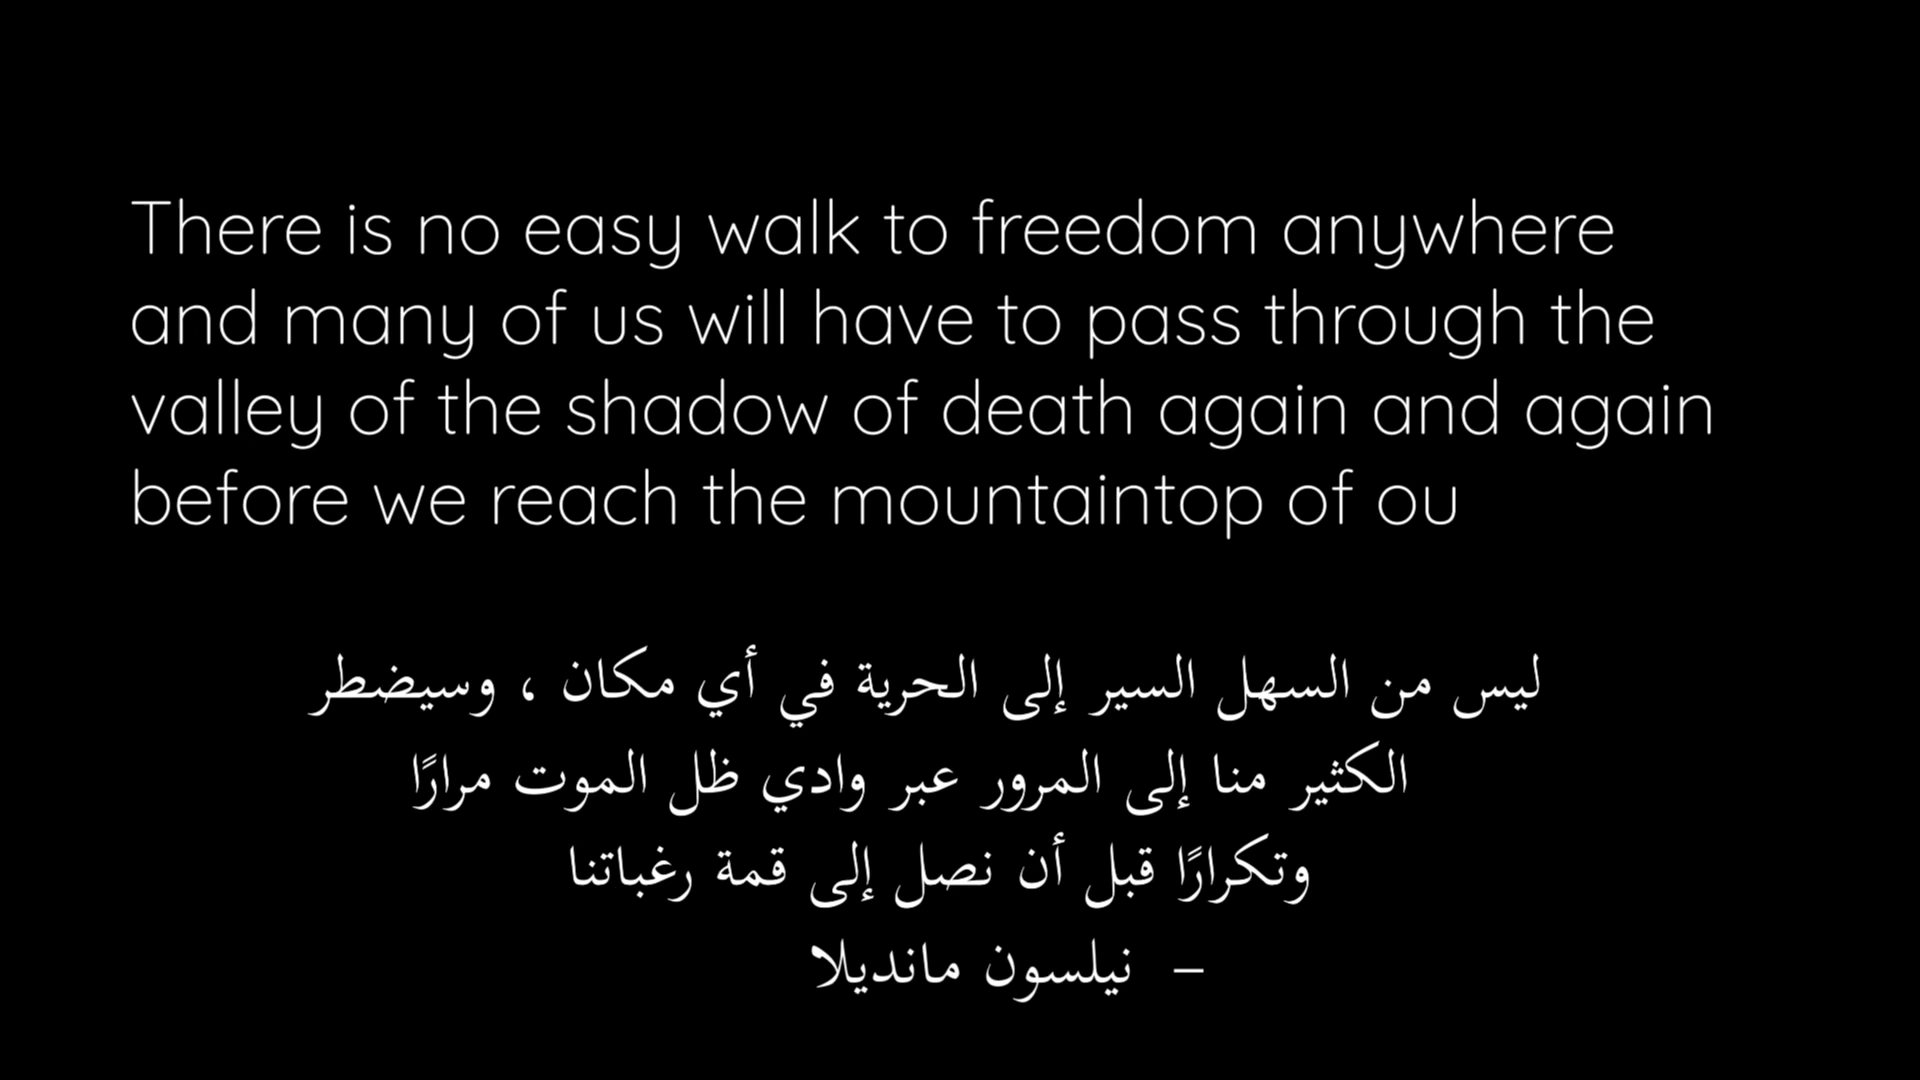 There is no easy walk to freedom anywhere
and many of us will have to pass through the
valley of the shadow of death again and again
before we reach the mountaintop of ou
ليس من السهل السير إلى الحرية في أي مكان ، وسيضطر
الكثير منا إلى المرور عبر وادي ظل الموت مرارًا
وتكرارًا قبل أن نصل إلى قمة رغباتنا
– نيلسون مانديلا